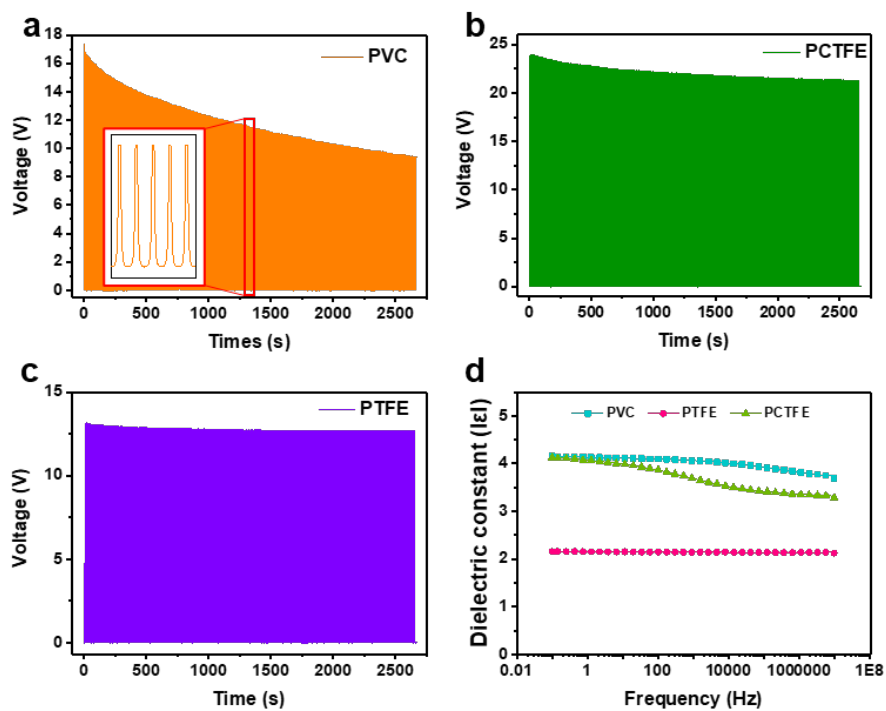 a
PVC
18
16
14
12
10
8
6
4
2
0
Voltage (V)
0 500 1000 1500 2000 2500
Times (s)
b
PCTFE
25
20
15
10
5
0
Voltage (V)
0 500 1000 1500 2000 2500
Time (s)
c
PTFE
15
10
5
0
Voltage (V)
0 500 1000 1500 2000 2500
Time (s)
d
PVC PTFE PCTFE
5
4
3
2
1
0
Dielectric constant (IεI)
0.01 1 100 10000 1000000 1E8
Frequency (Hz)